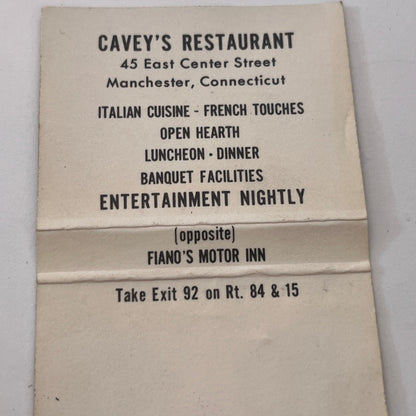 CAVEY'S RESTAURANT
45 East Center Street
Manchester, Connecticut
ITALIAN CUISINE - FRENCH TOUCHES
OPEN HEARTH
LUNCHEON · DINNER
BANQUET FACILITIES
ENTERTAINMENT NIGHTLY
(opposite)
FIANO'S MOTOR INN
Take Exit 92 on Rt. 84 & 15